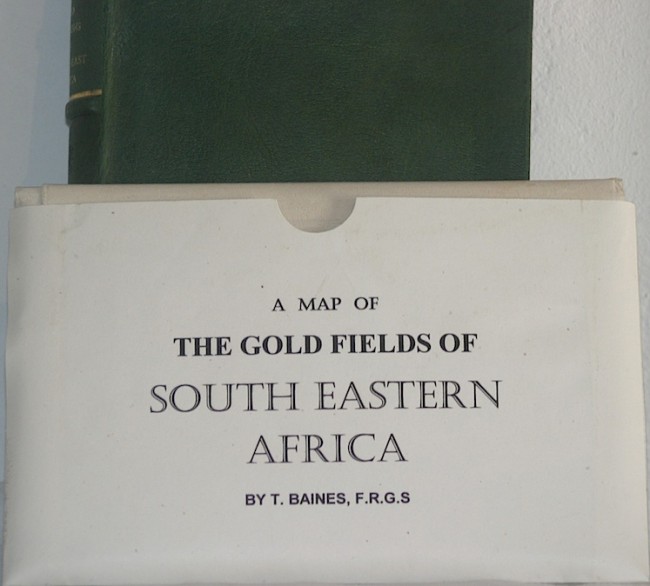 A MAP OF
THE GOLD FIELDS OF
SOUTH EASTERN
AFRICA
BY T. BAINES, F.R.G.S